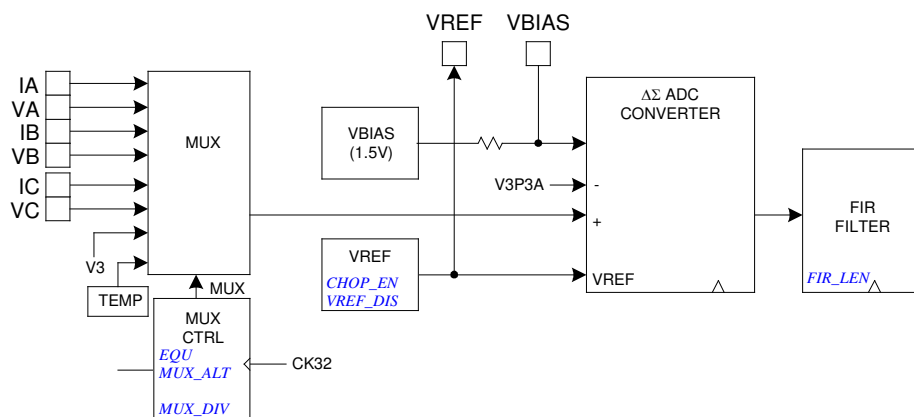 VREF VBIAS
IA
VA
IB
VB
IC
VC
V3
TEMP
MUX
MUX
MUX
CTRL
EQU
MUX_ALT
MUX_DIV
CK32
VBIAS
(1.5V)
V3P3A
VREF
CHOP_EN
VREF_DIS
ΔΣ ADC
CONVERTER
-
+
VREF
FIR
FILTER
FIR_LEN